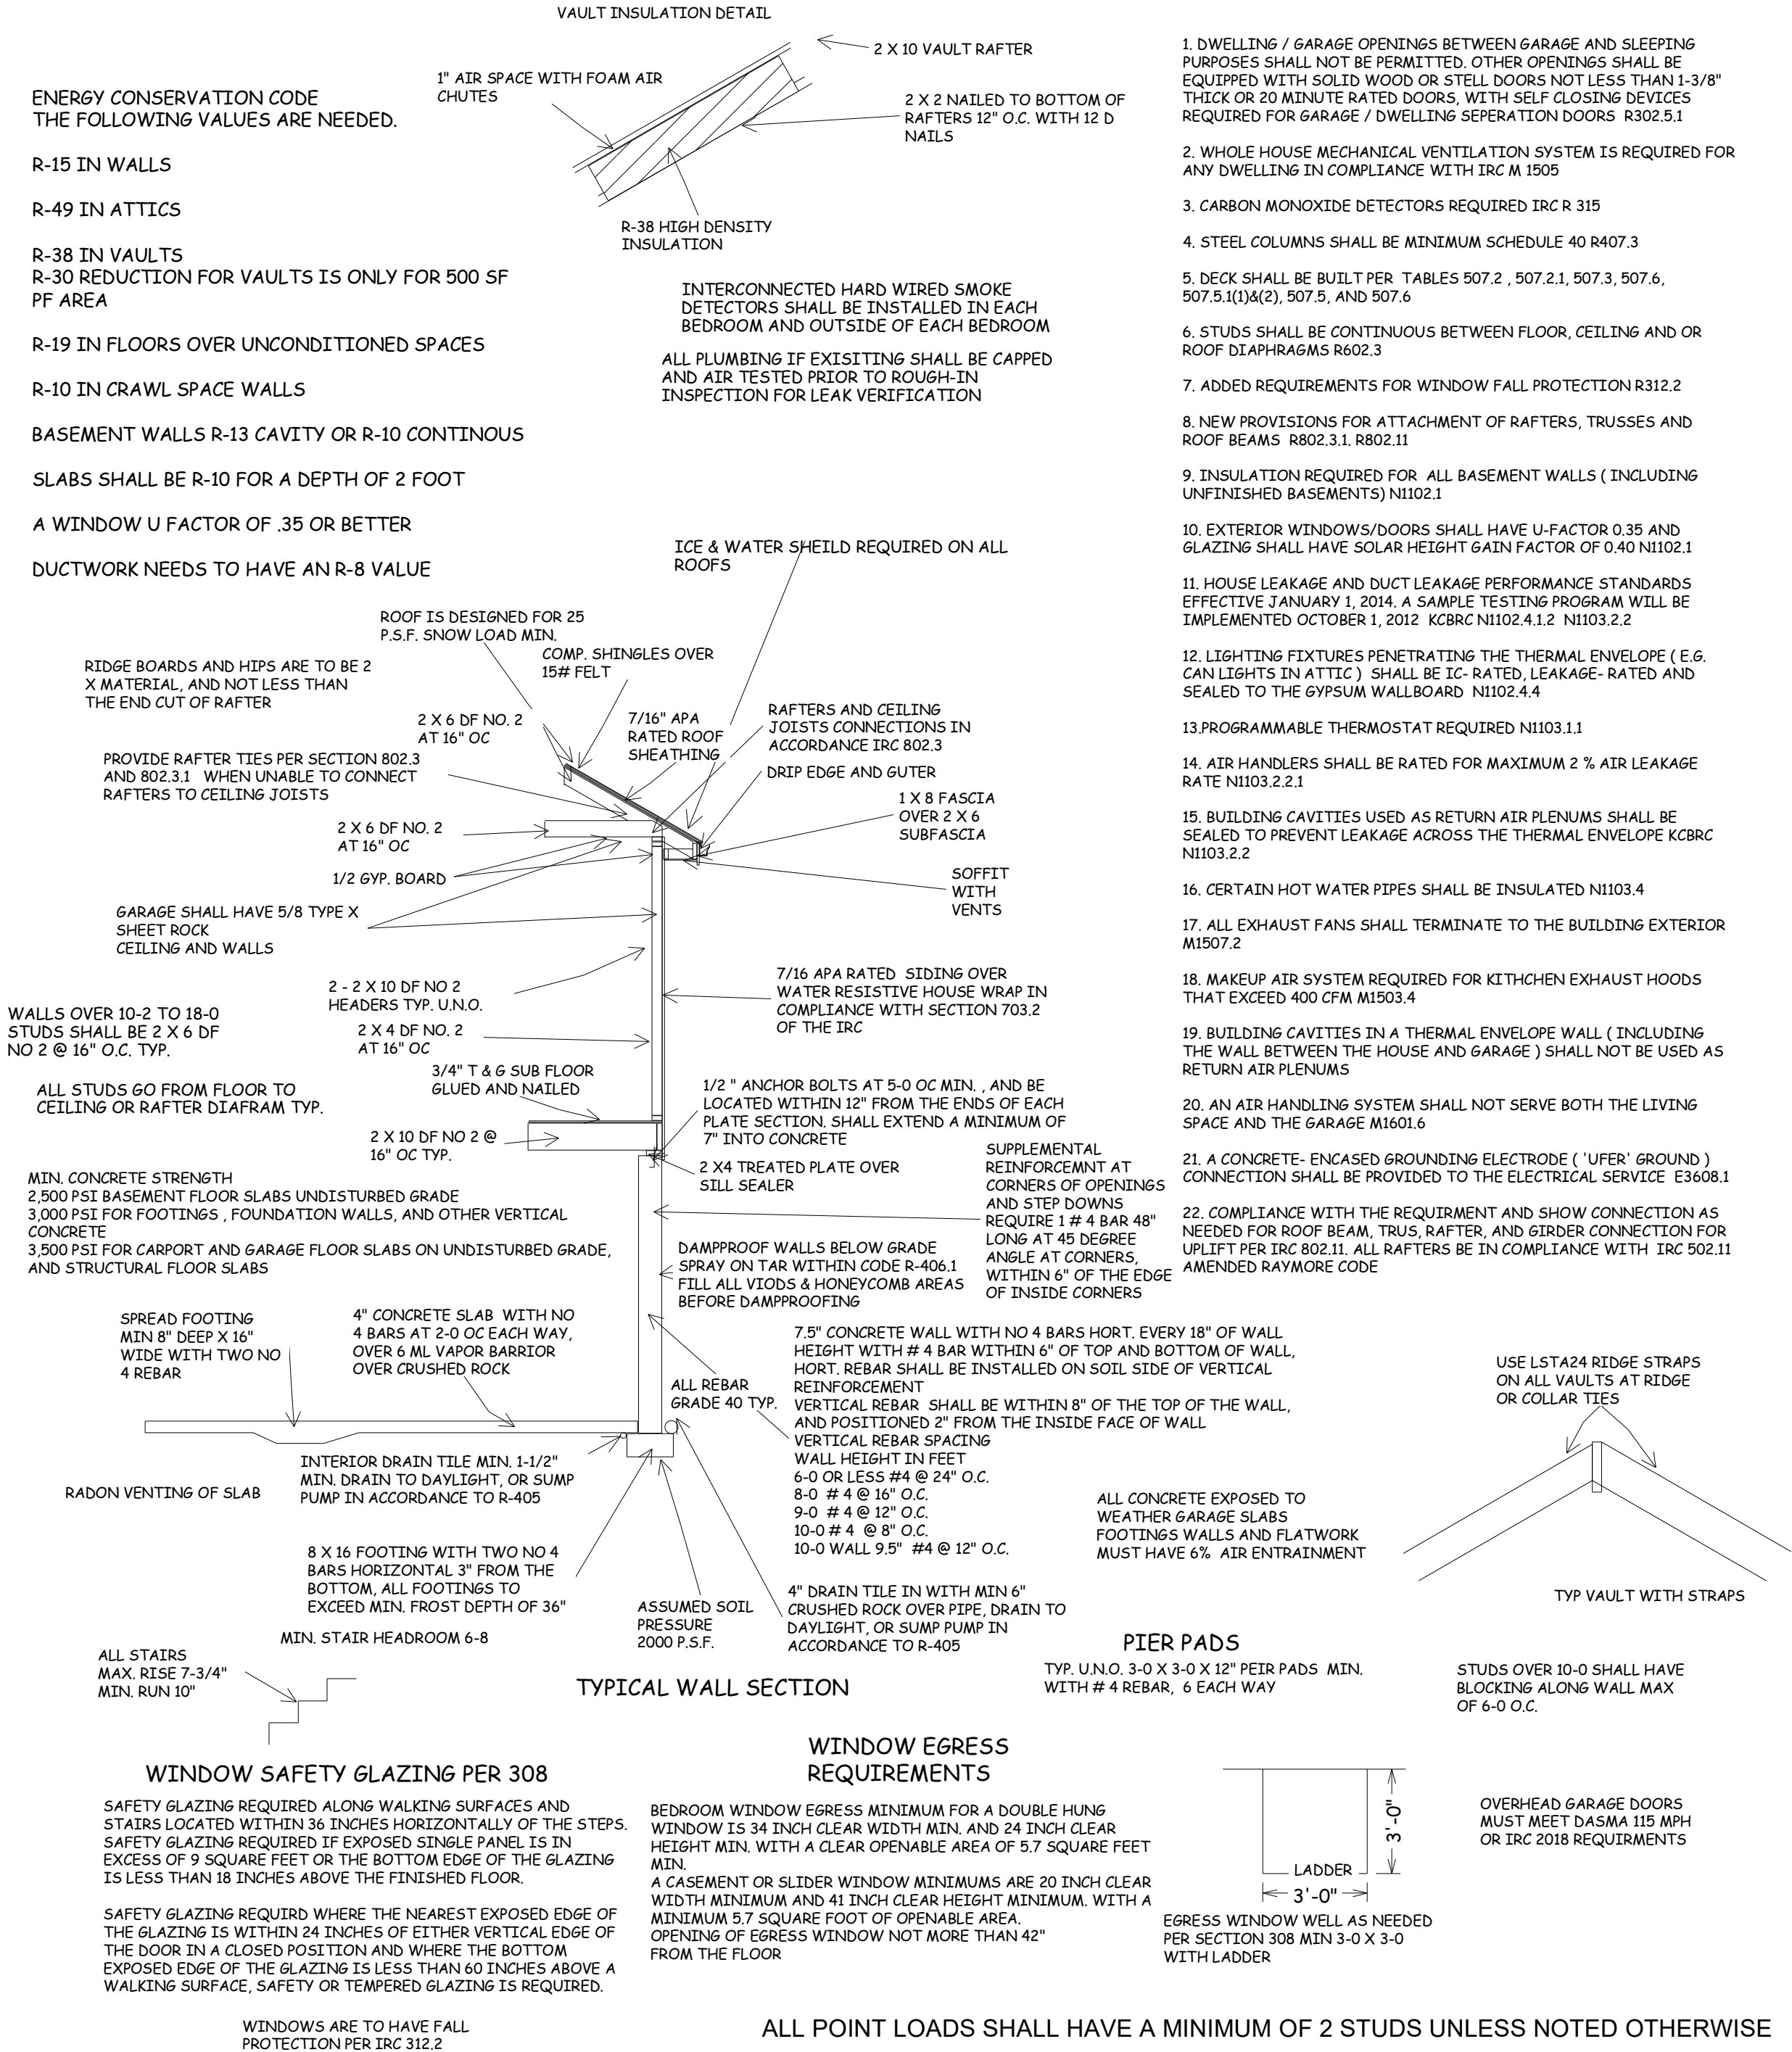 VAULT INSULATION DETAIL
2 X 10 VAULT RAFTER
1" AIR SPACE WITH FOAM AIR
CHUTES
2 X 2 NAILED TO BOTTOM OF
RAFTERS 12" O.C. WITH 12 D
NAILS
R-38 HIGH DENSITY
INSULATION
ENERGY CONSERVATION CODE
THE FOLLOWING VALUES ARE NEEDED.
R-15 IN WALLS
R-49 IN ATTICS
R-38 IN VAULTS
R-30 REDUCTION FOR VAULTS IS ONLY FOR 500 SF
PF AREA
R-19 IN FLOORS OVER UNCONDITIONED SPACES
R-10 IN CRAWL SPACE WALLS
BASEMENT WALLS R-13 CAVITY OR R-10 CONTINOUS
SLABS SHALL BE R-10 FOR A DEPTH OF 2 FOOT
A WINDOW U FACTOR OF .35 OR BETTER
DUCTWORK NEEDS TO HAVE AN R-8 VALUE
INTERCONNECTED HARD WIRED SMOKE
DETECTORS SHALL BE INSTALLED IN EACH
BEDROOM AND OUTSIDE OF EACH BEDROOM
ALL PLUMBING IF EXISITING SHALL BE CAPPED
AND AIR TESTED PRIOR TO ROUGH-IN
INSPECTION FOR LEAK VERIFICATION
1. DWELLING / GARAGE OPENINGS BETWEEN GARAGE AND SLEEPING
PURPOSES SHALL NOT BE PERMITTED. OTHER OPENINGS SHALL BE
EQUIPPED WITH SOLID WOOD OR STELL DOORS NOT LESS THAN 1-3/8"
THICK OR 20 MINUTE RATED DOORS, WITH SELF CLOSING DEVICES
REQUIRED FOR GARAGE / DWELLING SEPERATION DOORS R302.5.1
2. WHOLE HOUSE MECHANICAL VENTILATION SYSTEM IS REQUIRED FOR
ANY DWELLING IN COMPLIANCE WITH IRC M 1505
3. CARBON MONOXIDE DETECTORS REQUIRED IRC R 315
4. STEEL COLUMNS SHALL BE MINIMUM SCHEDULE 40 R407.3
5. DECK SHALL BE BUILT PER TABLES 507.2 , 507.2.1, 507.3, 507.6,
507.5.1(1)&(2), 507.5, AND 507.6
6. STUDS SHALL BE CONTINUOUS BETWEEN FLOOR, CEILING AND OR
ROOF DIAPHRAGMS R602.3
7. ADDED REQUIREMENTS FOR WINDOW FALL PROTECTION R312.2
8. NEW PROVISIONS FOR ATTACHMENT OF RAFTERS, TRUSSES AND
ROOF BEAMS R802.3.1. R802.11
9. INSULATION REQUIRED FOR ALL BASEMENT WALLS ( INCLUDING
UNFINISHED BASEMENTS) N1102.1
10. EXTERIOR WINDOWS/DOORS SHALL HAVE U-FACTOR 0.35 AND
GLAZING SHALL HAVE SOLAR HEIGHT GAIN FACTOR OF 0.40 N1102.1
11. HOUSE LEAKAGE AND DUCT LEAKAGE PERFORMANCE STANDARDS
EFFECTIVE JANUARY 1, 2014. A SAMPLE TESTING PROGRAM WILL BE
IMPLEMENTED OCTOBER 1, 2012 KCBRC N1102.4.1.2 N1103.2.2
12. LIGHTING FIXTURES PENETRATING THE THERMAL ENVELOPE ( E.G.
CAN LIGHTS IN ATTIC ) SHALL BE IC- RATED, LEAKAGE- RATED AND
SEALED TO THE GYPSUM WALLBOARD N1102.4.4
13.PROGRAMMABLE THERMOSTAT REQUIRED N1103.1.1
14. AIR HANDLERS SHALL BE RATED FOR MAXIMUM 2 % AIR LEAKAGE
RATE N1103.2.2.1
15. BUILDING CAVITIES USED AS RETURN AIR PLENUMS SHALL BE
SEALED TO PREVENT LEAKAGE ACROSS THE THERMAL ENVELOPE KCBRC
N1103.2.2
16. CERTAIN HOT WATER PIPES SHALL BE INSULATED N1103.4
17. ALL EXHAUST FANS SHALL TERMINATE TO THE BUILDING EXTERIOR
M1507.2
18. MAKEUP AIR SYSTEM REQUIRED FOR KITHCHEN EXHAUST HOODS
THAT EXCEED 400 CFM M1503.4
19. BUILDING CAVITIES IN A THERMAL ENVELOPE WALL ( INCLUDING
THE WALL BETWEEN THE HOUSE AND GARAGE ) SHALL NOT BE USED AS
RETURN AIR PLENUMS
20. AN AIR HANDLING SYSTEM SHALL NOT SERVE BOTH THE LIVING
SPACE AND THE GARAGE M1601.6
21. A CONCRETE- ENCASED GROUNDING ELECTRODE ( 'UFER' GROUND )
CONNECTION SHALL BE PROVIDED TO THE ELECTRICAL SERVICE E3608.1
22. COMPLIANCE WITH THE REQUIRMENT AND SHOW CONNECTION AS
NEEDED FOR ROOF BEAM, TRUS, RAFTER, AND GIRDER CONNECTION FOR
UPLIFT PER IRC 802.11. ALL RAFTERS BE IN COMPLIANCE WITH IRC 502.11
AMENDED RAYMORE CODE
ICE & WATER SHEILD REQUIRED ON ALL
ROOFS
ROOF IS DESIGNED FOR 25
P.S.F. SNOW LOAD MIN.
COMP. SHINGLES OVER
15# FELT
RIDGE BOARDS AND HIPS ARE TO BE 2
X MATERIAL, AND NOT LESS THAN
THE END CUT OF RAFTER
2 X 6 DF NO. 2
AT 16" OC
7/16" APA
RATED ROOF
SHEATHING
RAFTERS AND CEILING
JOISTS CONNECTIONS IN
ACCORDANCE IRC 802.3
PROVIDE RAFTER TIES PER SECTION 802.3
AND 802.3.1 WHEN UNABLE TO CONNECT
RAFTERS TO CEILING JOISTS
DRIP EDGE AND GUTER
1 X 8 FASCIA
OVER 2 X 6
SUBFASCIA
2 X 6 DF NO. 2
AT 16" OC
1/2 GYP. BOARD
SOFFIT
WITH
VENTS
GARAGE SHALL HAVE 5/8 TYPE X
SHEET ROCK
CEILING AND WALLS
2 - 2 X 10 DF NO 2
HEADERS TYP. U.N.O.
7/16 APA RATED SIDING OVER
WATER RESISTIVE HOUSE WRAP IN
COMPLIANCE WITH SECTION 703.2
OF THE IRC
WALLS OVER 10-2 TO 18-0
STUDS SHALL BE 2 X 6 DF
NO 2 @ 16" O.C. TYP.
2 X 4 DF NO. 2
AT 16" OC
3/4" T & G SUB FLOOR
GLUED AND NAILED
ALL STUDS GO FROM FLOOR TO
CEILING OR RAFTER DIAFRAM TYP.
1/2 " ANCHOR BOLTS AT 5-0 OC MIN. , AND BE
LOCATED WITHIN 12" FROM THE ENDS OF EACH
PLATE SECTION. SHALL EXTEND A MINIMUM OF
7" INTO CONCRETE
2 X 10 DF NO 2 @
16" OC TYP.
2 X4 TREATED PLATE OVER
SILL SEALER
SUPPLEMENTAL
REINFORCEMNT AT
CORNERS OF OPENINGS
AND STEP DOWNS
REQUIRE 1 # 4 BAR 48"
LONG AT 45 DEGREE
ANGLE AT CORNERS,
WITHIN 6" OF THE EDGE
OF INSIDE CORNERS
MIN. CONCRETE STRENGTH
2,500 PSI BASEMENT FLOOR SLABS UNDISTURBED GRADE
3,000 PSI FOR FOOTINGS , FOUNDATION WALLS, AND OTHER VERTICAL
CONCRETE
3,500 PSI FOR CARPORT AND GARAGE FLOOR SLABS ON UNDISTURBED GRADE,
AND STRUCTURAL FLOOR SLABS
DAMPPROOF WALLS BELOW GRADE
SPRAY ON TAR WITHIN CODE R-406.1
FILL ALL VIODS & HONEYCOMB AREAS
BEFORE DAMPPROOFING
SPREAD FOOTING
MIN 8" DEEP X 16"
WIDE WITH TWO NO
4 REBAR
4" CONCRETE SLAB WITH NO
4 BARS AT 2-0 OC EACH WAY,
OVER 6 ML VAPOR BARRIOR
OVER CRUSHED ROCK
ALL REBAR
GRADE 40 TYP.
7.5" CONCRETE WALL WITH NO 4 BARS HORT. EVERY 18" OF WALL
HEIGHT WITH # 4 BAR WITHIN 6" OF TOP AND BOTTOM OF WALL,
HORT. REBAR SHALL BE INSTALLED ON SOIL SIDE OF VERTICAL
REINFORCEMENT
VERTICAL REBAR SHALL BE WITHIN 8" OF THE TOP OF THE WALL,
AND POSITIONED 2" FROM THE INSIDE FACE OF WALL
VERTICAL REBAR SPACING
WALL HEIGHT IN FEET
6-0 OR LESS #4 @ 24" O.C.
8-0 # 4 @ 16" O.C.
9-0 # 4 @ 12" O.C.
10-0 # 4 @ 8" O.C.
10-0 WALL 9.5" #4 @ 12" O.C.
USE LSTA24 RIDGE STRAPS
ON ALL VAULTS AT RIDGE
OR COLLAR TIES
TYP VAULT WITH STRAPS
INTERIOR DRAIN TILE MIN. 1-1/2"
MIN. DRAIN TO DAYLIGHT, OR SUMP
PUMP IN ACCORDANCE TO R-405
RADON VENTING OF SLAB
ALL CONCRETE EXPOSED TO
WEATHER GARAGE SLABS
FOOTINGS WALLS AND FLATWORK
MUST HAVE 6% AIR ENTRAINMENT
8 X 16 FOOTING WITH TWO NO 4
BARS HORIZONTAL 3" FROM THE
BOTTOM, ALL FOOTINGS TO
EXCEED MIN. FROST DEPTH OF 36"
ASSUMED SOIL
PRESSURE
2000 P.S.F.
4" DRAIN TILE IN WITH MIN 6"
CRUSHED ROCK OVER PIPE, DRAIN TO
DAYLIGHT, OR SUMP PUMP IN
ACCORDANCE TO R-405
MIN. STAIR HEADROOM 6-8
ALL STAIRS
MAX. RISE 7-3/4"
MIN. RUN 10"
TYPICAL WALL SECTION
PIER PADS
TYP. U.N.O. 3-0 X 3-0 X 12" PEIR PADS MIN.
WITH # 4 REBAR, 6 EACH WAY
STUDS OVER 10-0 SHALL HAVE
BLOCKING ALONG WALL MAX
OF 6-0 O.C.
WINDOW SAFETY GLAZING PER 308
SAFETY GLAZING REQUIRED ALONG WALKING SURFACES AND
STAIRS LOCATED WITHIN 36 INCHES HORIZONTALLY OF THE STEPS.
SAFETY GLAZING REQUIRED IF EXPOSED SINGLE PANEL IS IN
EXCESS OF 9 SQUARE FEET OR THE BOTTOM EDGE OF THE GLAZING
IS LESS THAN 18 INCHES ABOVE THE FINISHED FLOOR.
SAFETY GLAZING REQUIRD WHERE THE NEAREST EXPOSED EDGE OF
THE GLAZING IS WITHIN 24 INCHES OF EITHER VERTICAL EDGE OF
THE DOOR IN A CLOSED POSITION AND WHERE THE BOTTOM
EXPOSED EDGE OF THE GLAZING IS LESS THAN 60 INCHES ABOVE A
WALKING SURFACE, SAFETY OR TEMPERED GLAZING IS REQUIRED.
WINDOWS ARE TO HAVE FALL
PROTECTION PER IRC 312.2
WINDOW EGRESS
REQUIREMENTS
BEDROOM WINDOW EGRESS MINIMUM FOR A DOUBLE HUNG
WINDOW IS 34 INCH CLEAR WIDTH MIN. AND 24 INCH CLEAR
HEIGHT MIN. WITH A CLEAR OPENABLE AREA OF 5.7 SQUARE FEET
MIN.
A CASEMENT OR SLIDER WINDOW MINIMUMS ARE 20 INCH CLEAR
WIDTH MINIMUM AND 41 INCH CLEAR HEIGHT MINIMUM. WITH A
MINIMUM 5.7 SQUARE FOOT OF OPENABLE AREA.
OPENING OF EGRESS WINDOW NOT MORE THAN 42"
FROM THE FLOOR
3'-0"
LADDER
3'-0"
EGRESS WINDOW WELL AS NEEDED
PER SECTION 308 MIN 3-0 X 3-0
WITH LADDER
OVERHEAD GARAGE DOORS
MUST MEET DASMA 115 MPH
OR IRC 2018 REQUIRMENTS
ALL POINT LOADS SHALL HAVE A MINIMUM OF 2 STUDS UNLESS NOTED OTHERWISE